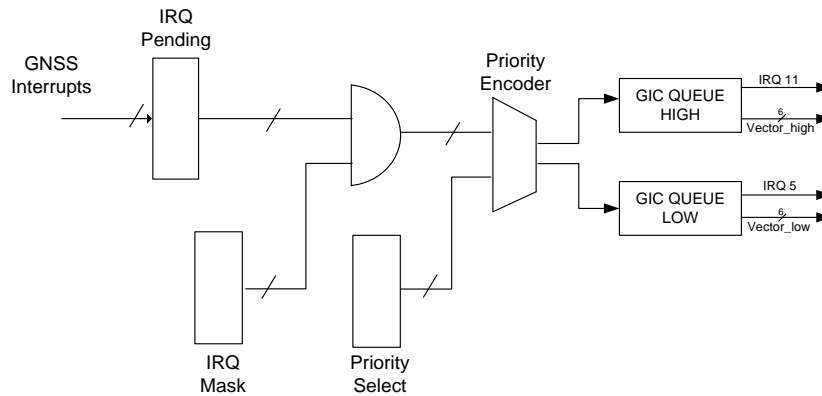 IRQ
Pending
GNSS
Interrupts
Priority
Encoder
GIC QUEUE
HIGH
IRQ 11
6
Vector_high
GIC QUEUE
LOW
IRQ 5
6
Vector_low
IRQ
Mask
Priority
Select